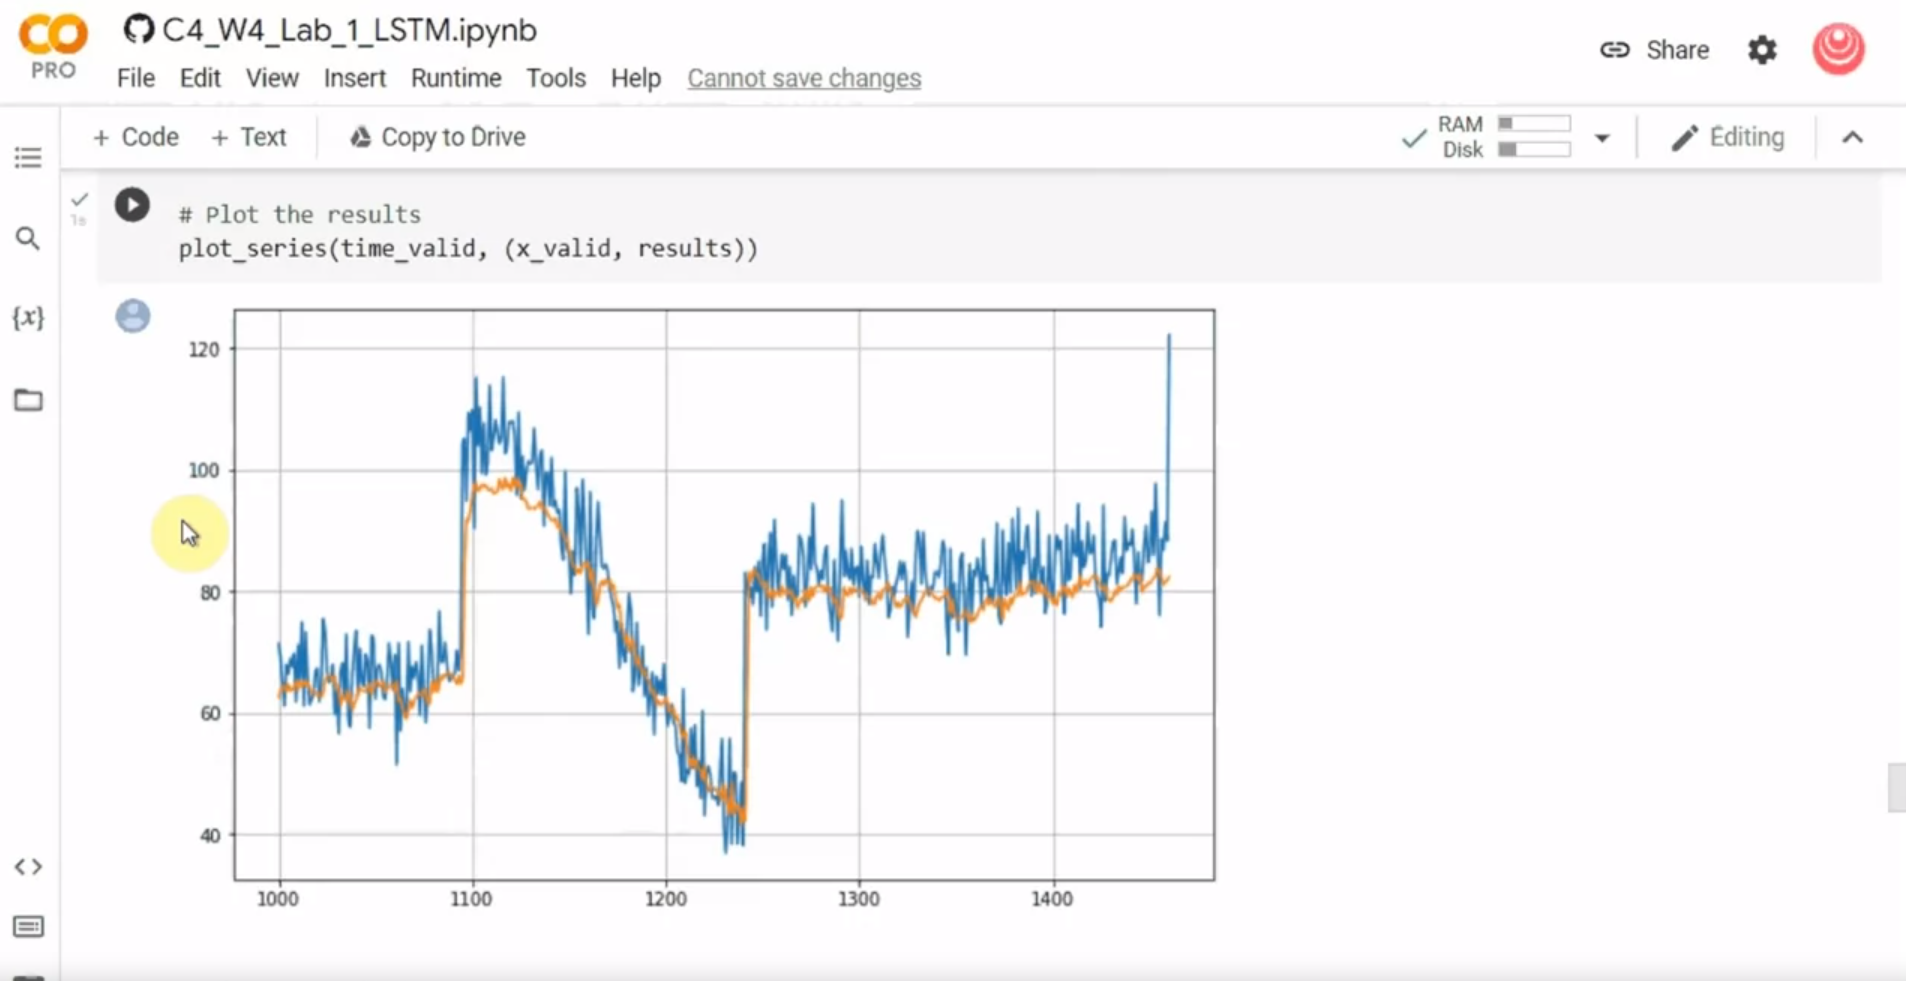 C4_W4_Lab_1_LSTM.ipynb
PRO
File Edit View Insert Runtime Tools Help Cannot save changes
Share
+ Code + Text Copy to Drive
RAM
Disk
Editing
1s
# Plot the results
plot_series(time_valid, (x_valid, results))
{x}
120
100
80
60
40
1000 1100 1200 1300 1400